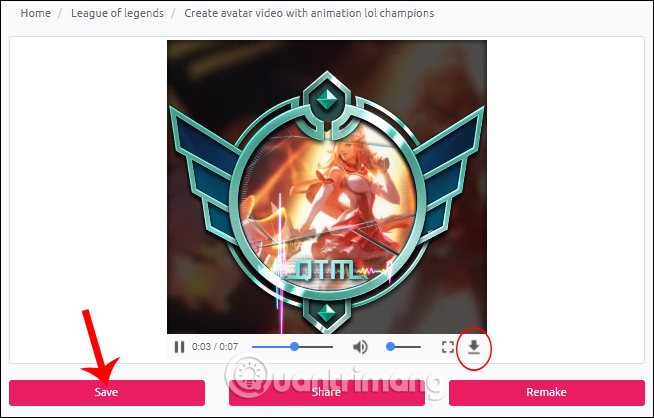 Home / League of legends / Create avatar video with animation lol champions
QTM
0:03 / 0:07
Quantrimang
Save Share Remake